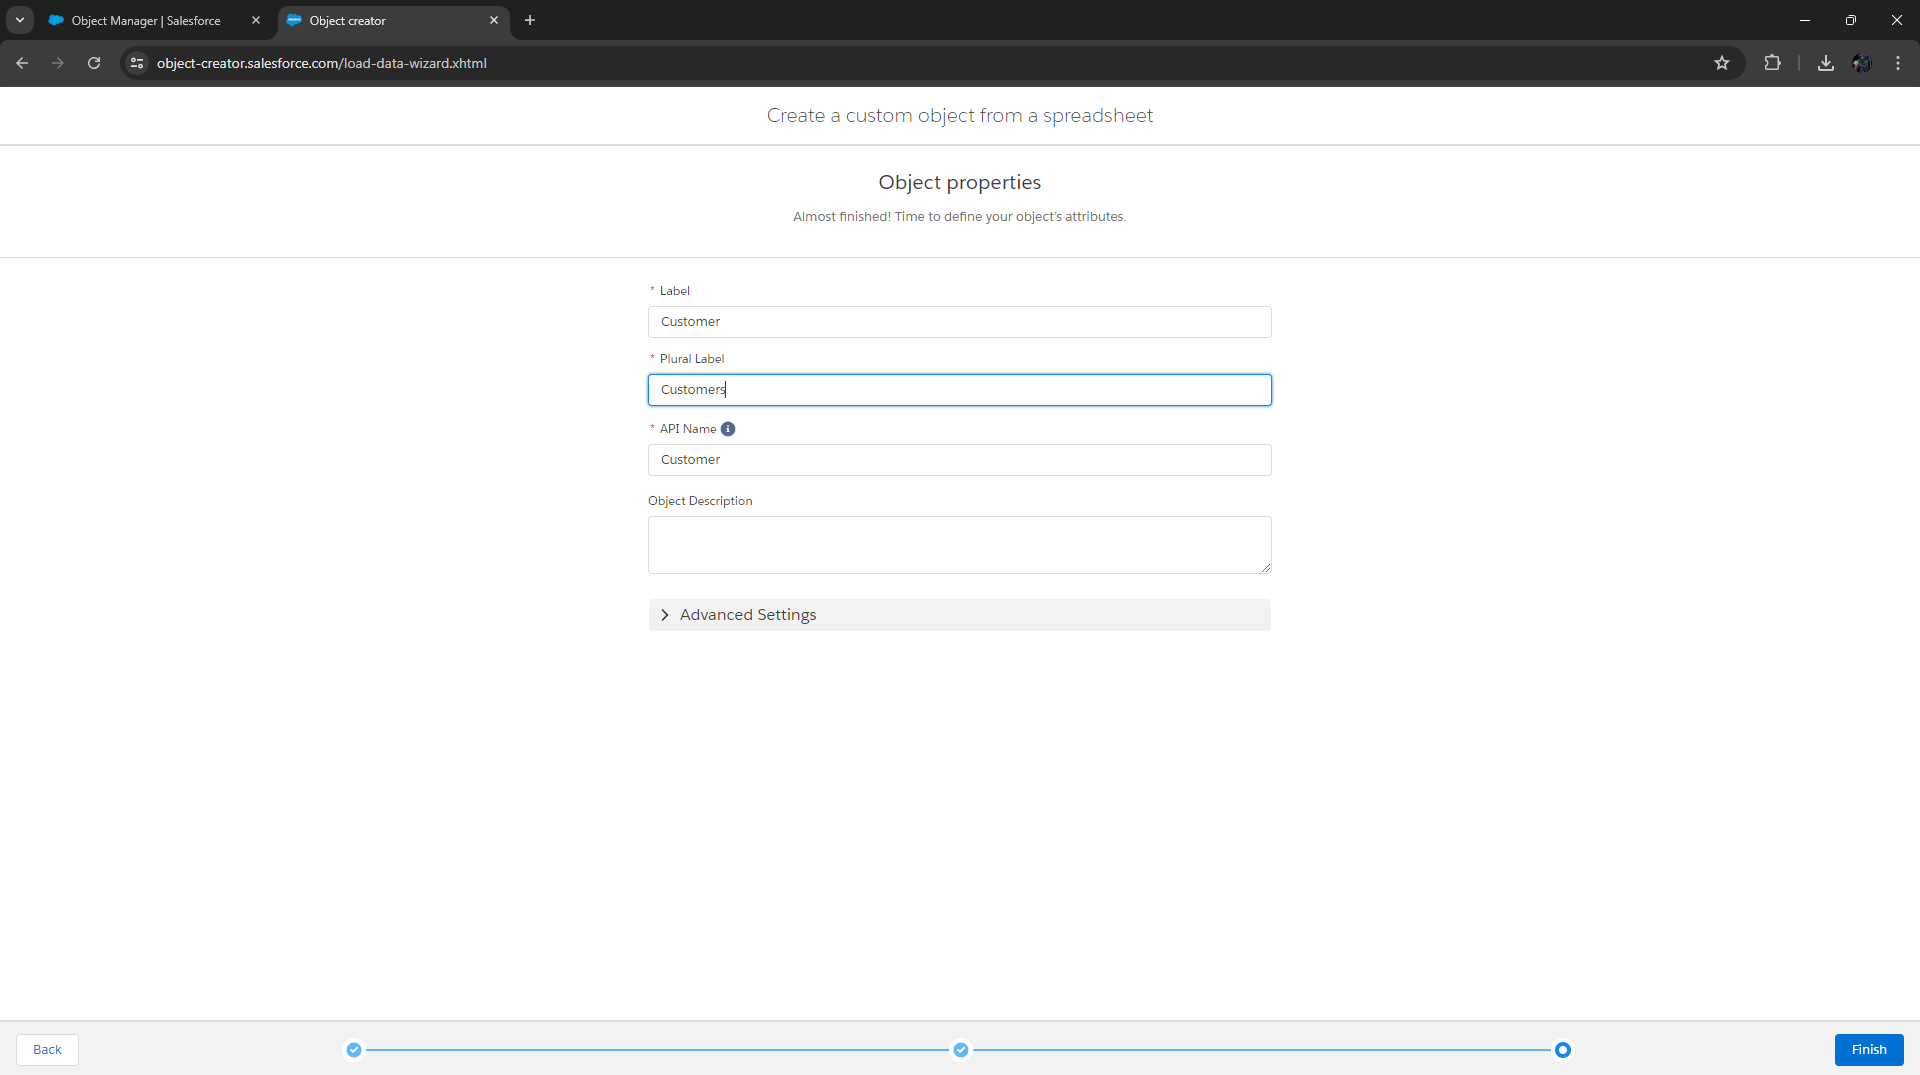 Object Manager | Salesforce
Object creator
object-creator.salesforce.com/load-data-wizard.xhtml
Create a custom object from a spreadsheet
Object properties
Almost finished! Time to define your object's attributes.
* Label
Customer
* Plural Label
Customers
* API Name
Customer
Object Description
Advanced Settings
Back
Finish